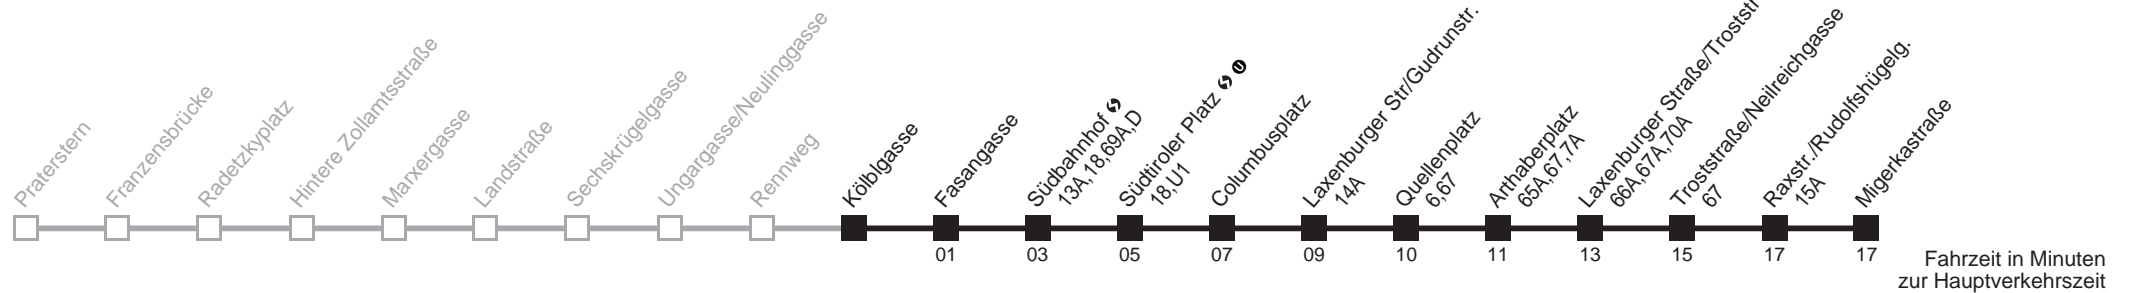 Praterstern
Franzensbrücke
Radetzkyplatz
Hintere Zollamtsstraße
Marxergasse
Landstraße
Sechskrügelgasse
Ungargasse/Neulinggasse
Rennweg
Kölblgasse
Fasangasse
Südbahnhof
13A,18,69A,D
Südtiroler Platz U
18,U1
Columbusplatz
Laxenburger Str/Gudrunstr.
14A
Quellenplatz
6,67
Arthaberplatz
65A,67,7A
Laxenburger Straße/Troststr
66A,67A,70A
Troststraße/Neilreichgasse
67
Raxstr./Rudolfshügelg.
15A
Migerkastraße
01 03 05 07 09 10 11 13 15 17 17
Fahrzeit in Minuten
zur Hauptverkehrszeit